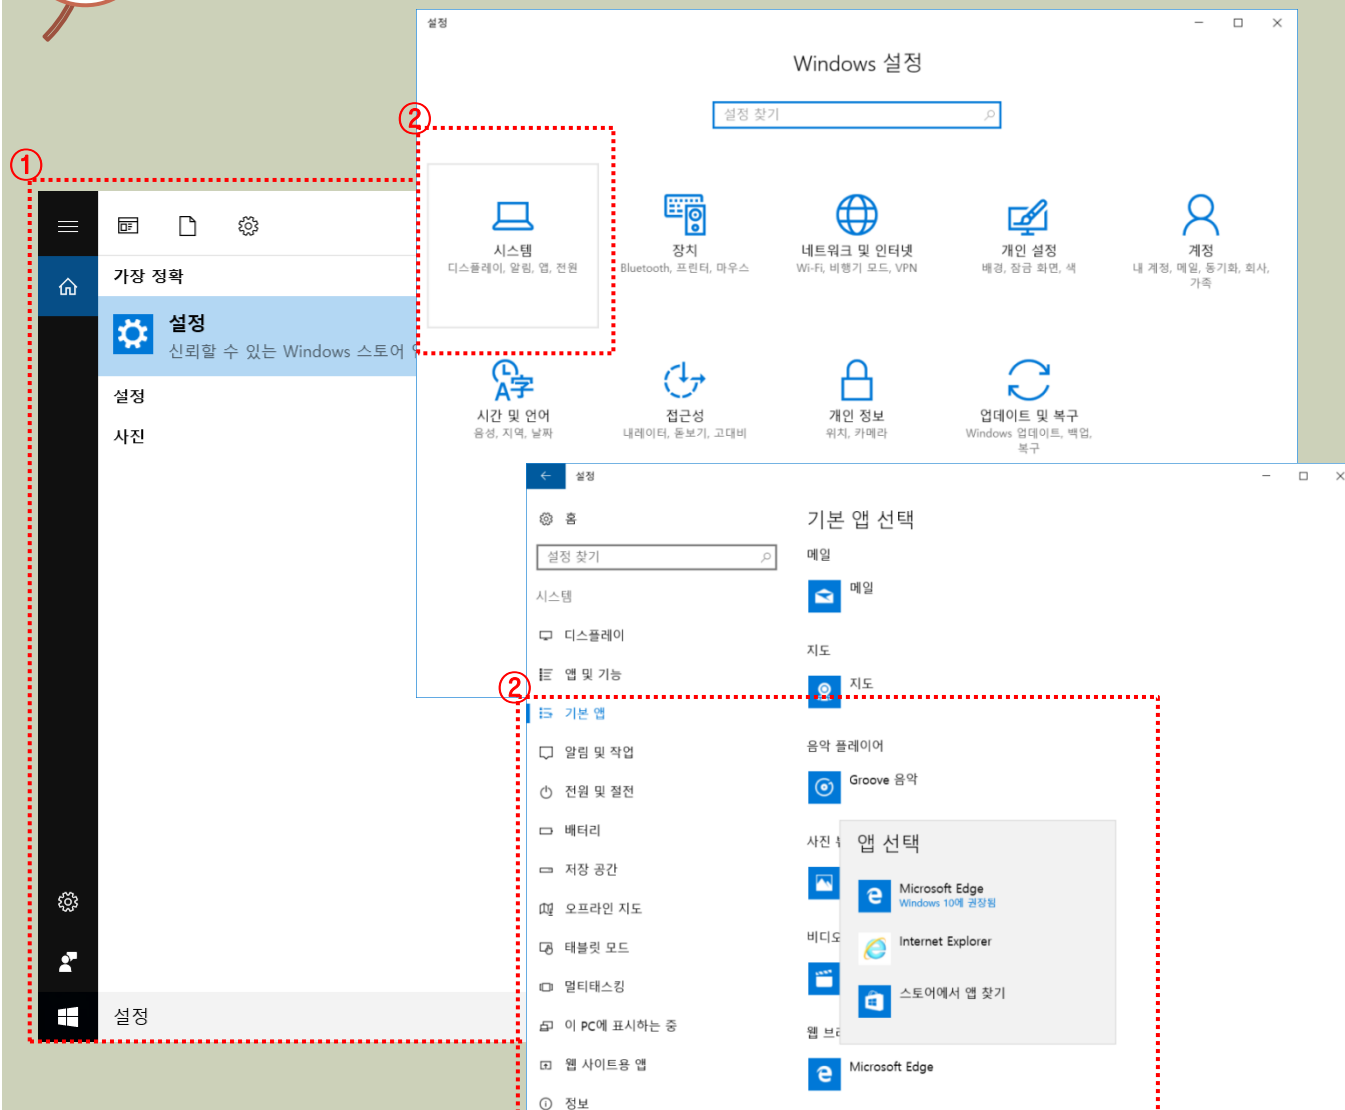 설정
Windows 설정
설정 찾기
②
①
시스템
디스플레이, 알림, 앱, 전원
장치
Bluetooth, 프린터, 마우스
네트워크 및 인터넷
Wi-Fi, 비행기 모드, VPN
개인 설정
배경, 잠금 화면, 색
계정
내 계정, 메일, 동기화, 회사,
가족
시간 및 언어
음성, 지역, 날짜
접근성
내레이터, 돋보기, 고대비
개인 정보
위치, 카메라
업데이트 및 복구
Windows 업데이트, 백업,
복구
가장 정확
설정
신뢰할 수 있는 Windows 스토어
설정
사진
설정
설정
홈
설정 찾기
시스템
디스플레이
앱 및 기능
②
기본 앱
알림 및 작업
전원 및 절전
배터리
저장 공간
오프라인 지도
태블릿 모드
멀티태스킹
이 PC에 표시하는 중
웹 사이트용 앱
정보
기본 앱 선택
메일
메일
지도
지도
음악 플레이어
Groove 음악
사진
비디오
웹
Microsoft Edge
앱 선택
Microsoft Edge
Windows 10에 권장됨
Internet Explorer
스토어에서 앱 찾기